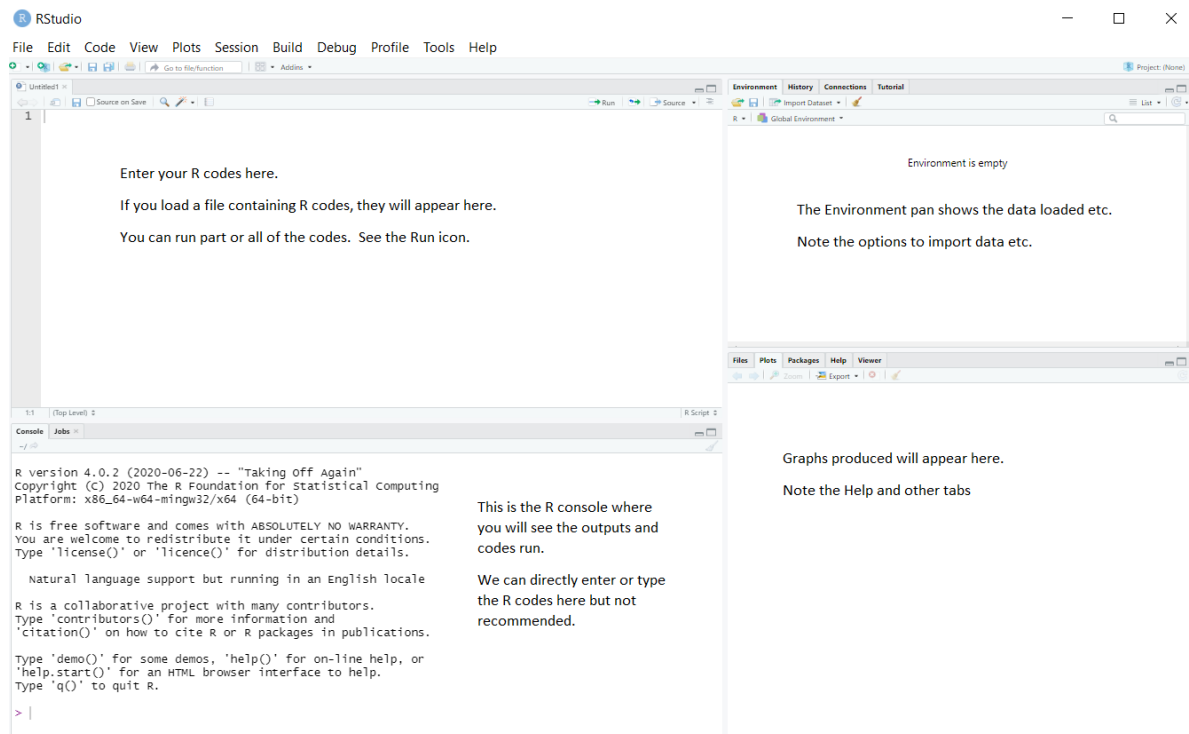 RStudio
File Edit Code View Plots Session Build Debug Profile Tools Help
Go to file/function Addins Project: (None)
Untitled1
Source on Save Run Source
1
Enter your R codes here.
If you load a file containing R codes, they will appear here.
You can run part or all of the codes. See the Run icon.
1:1 (Top Level) R Script
Console Jobs
~/
R version 4.0.2 (2020-06-22) -- "Taking Off Again"
Copyright (C) 2020 The R Foundation for Statistical Computing
Platform: x86_64-w64-mingw32/x64 (64-bit)
R is free software and comes with ABSOLUTELY NO WARRANTY.
You are welcome to redistribute it under certain conditions.
Type 'license()' or 'licence()' for distribution details.
Natural language support but running in an English locale
R is a collaborative project with many contributors.
Type 'contributors()' for more information and
'citation()' on how to cite R or R packages in publications.
Type 'demo()' for some demos, 'help()' for on-line help, or
'help.start()' for an HTML browser interface to help.
Type 'q()' to quit R.
>
This is the R console where
you will see the outputs and
codes run.
We can directly enter or type
the R codes here but not
recommended.
Environment History Connections Tutorial
Import Dataset List
R Global Environment
Environment is empty
The Environment pan shows the data loaded etc.
Note the options to import data etc.
Files Plots Packages Help Viewer
Zoom Export
Graphs produced will appear here.
Note the Help and other tabs